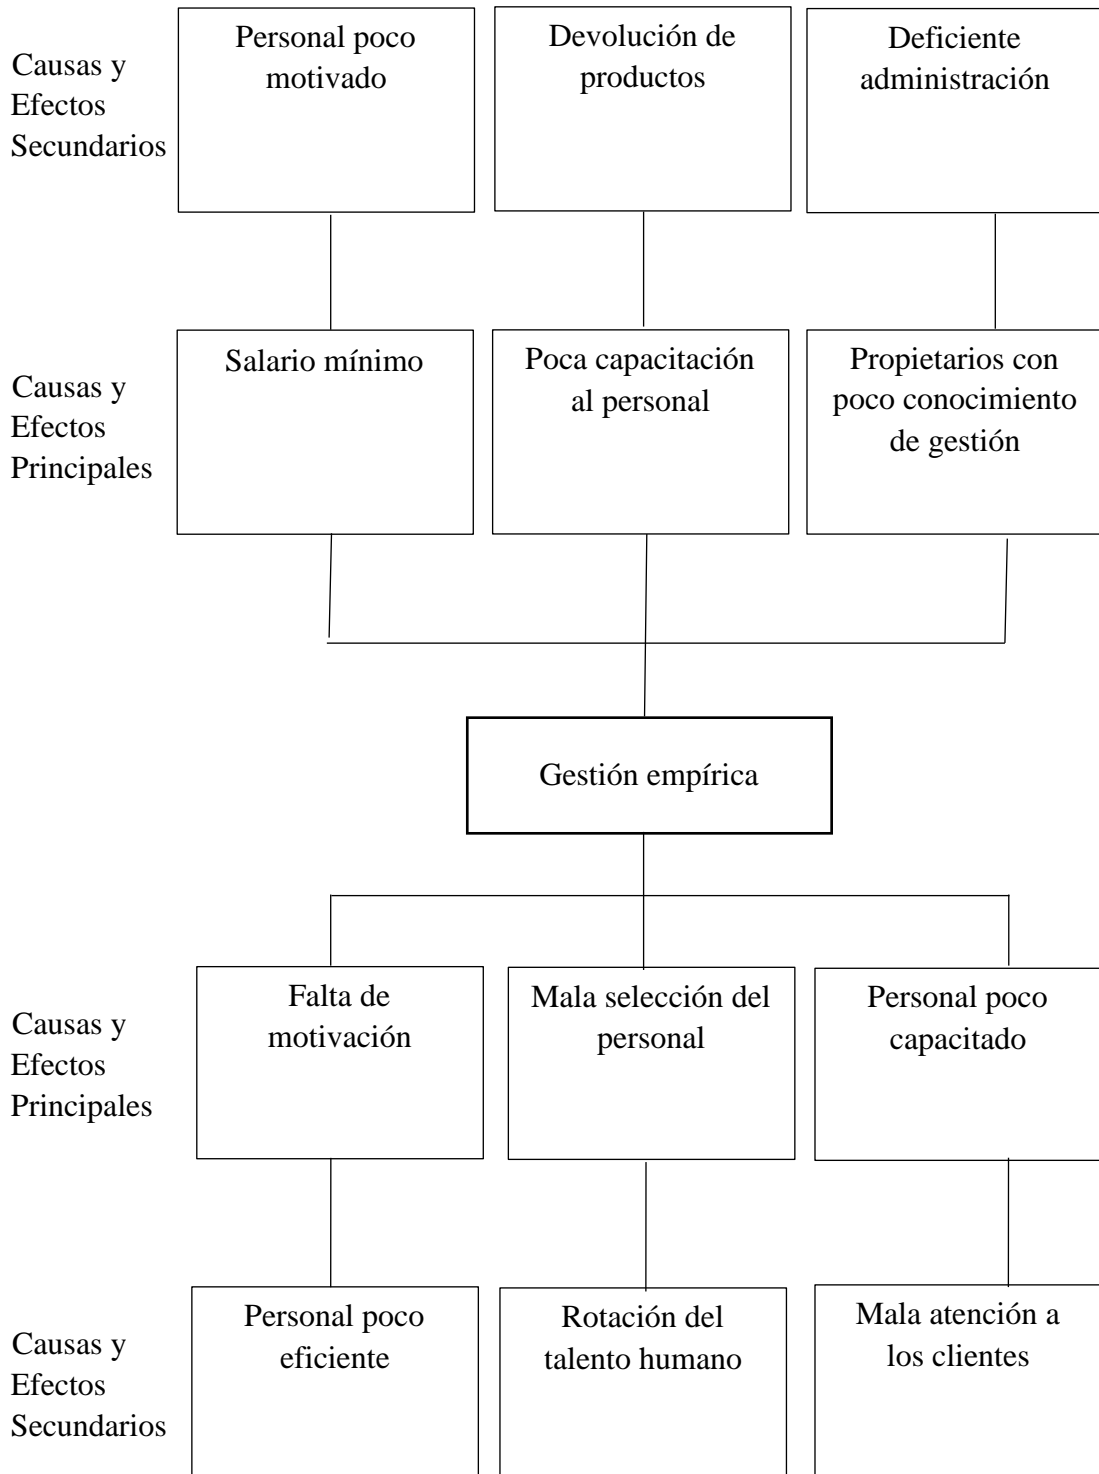 Causas y
Efectos
Secundarios
Personal poco
motivado
Devolución de
productos
Deficiente
administración
Causas y
Efectos
Principales
Salario mínimo
Poca capacitación
al personal
Propietarios con
poco conocimiento
de gestión
Gestión empírica
Causas y
Efectos
Principales
Falta de
motivación
Mala selección del
personal
Personal poco
capacitado
Causas y
Efectos
Secundarios
Personal poco
eficiente
Rotación del
talento humano
Mala atención a
los clientes